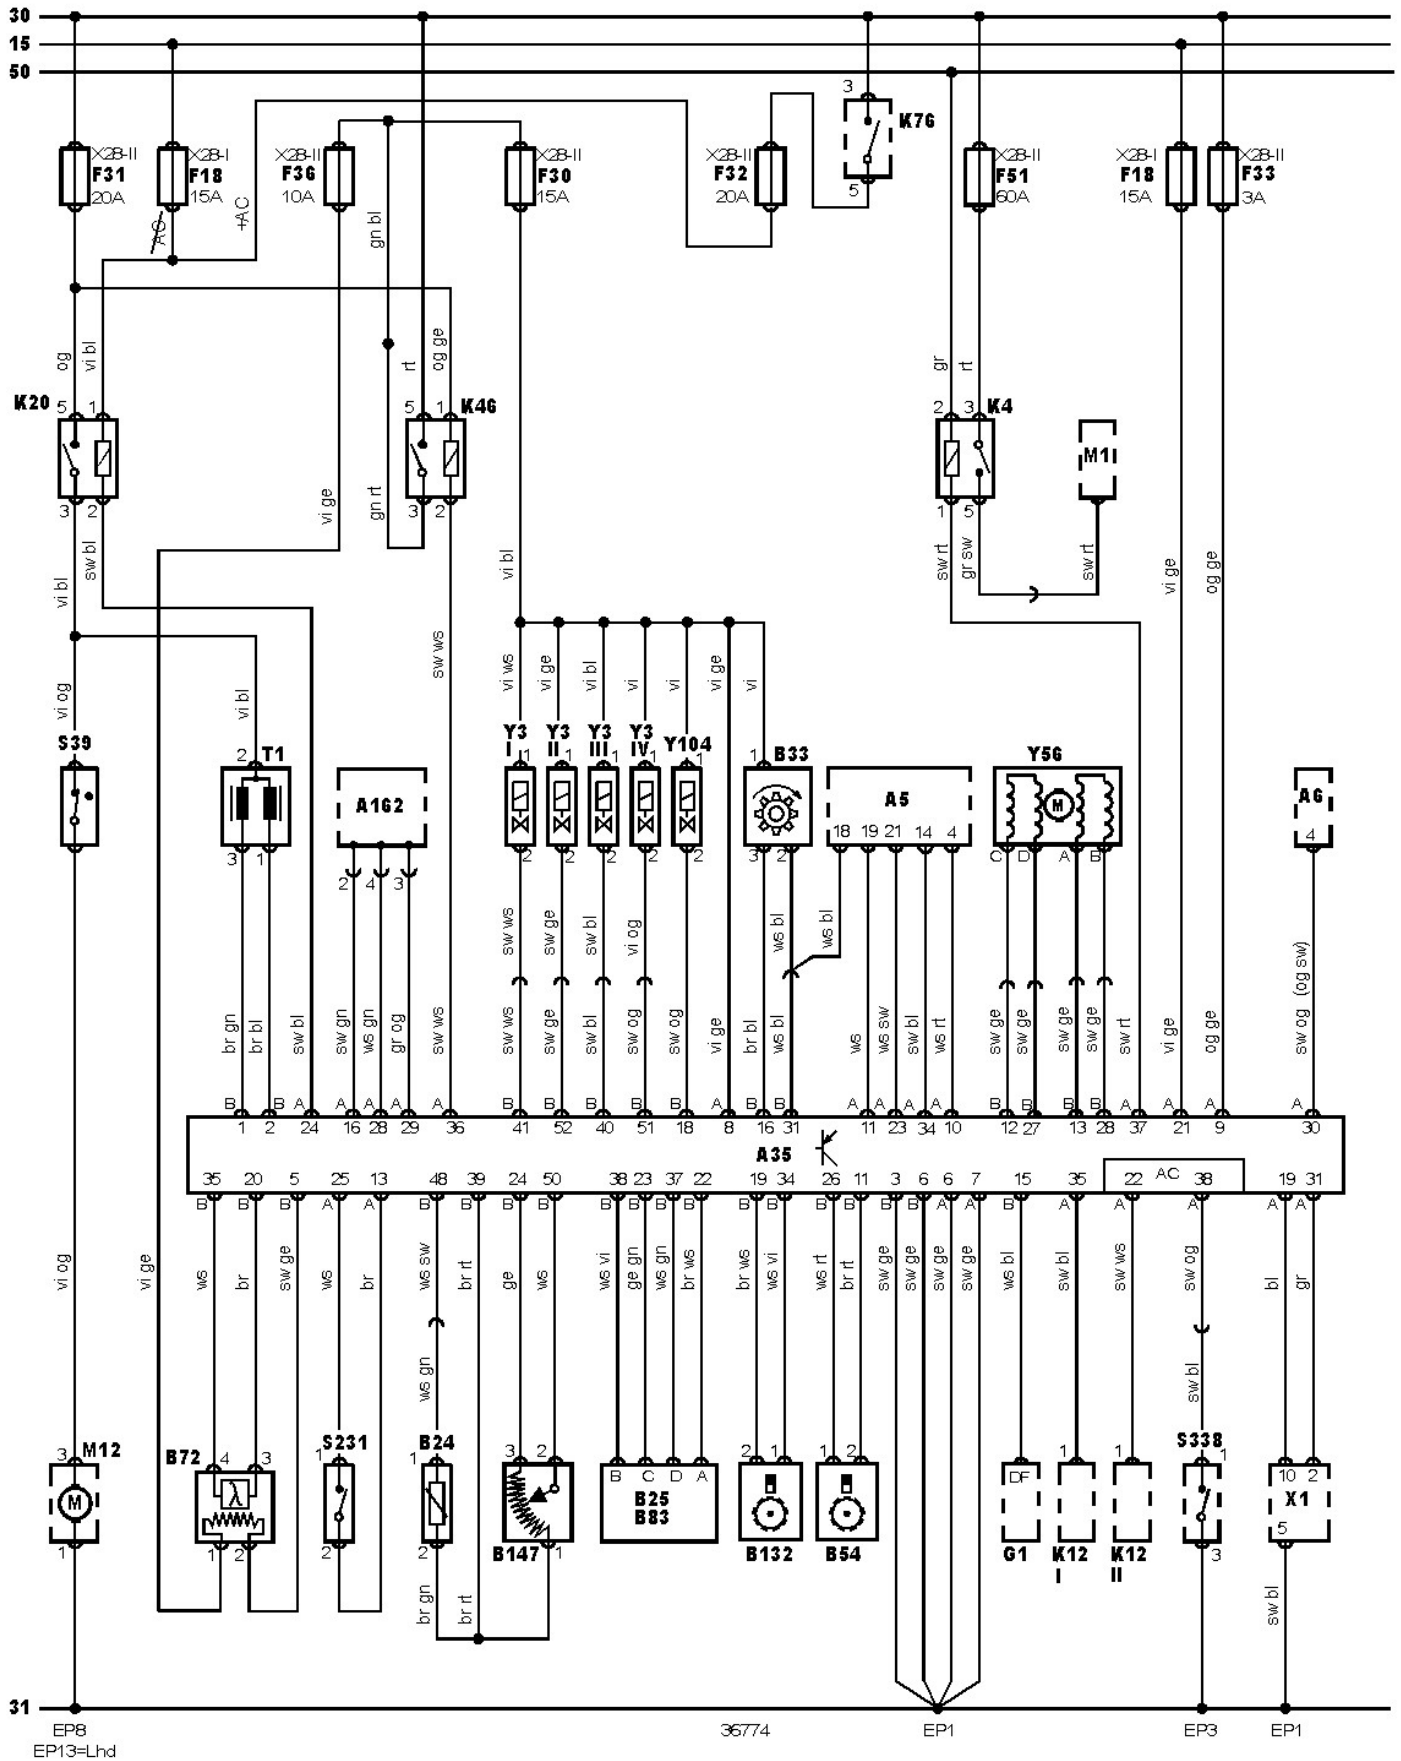 30
15
50
3
K76
5
X28-II
F31
20A
X28-I
F18
15A
AC
+AC
X28-II
F36
10A
gn bl
X28-II
F30
15A
X28-II
F32
20A
X28-II
F51
60A
X28-I
F18
15A
X28-II
F33
3A
og
vi bl
rt
og ge
gr
rt
K20
5
1
5
1
K46
2
3
K4
M1
3
2
3
2
1
5
vi bl
sw bl
vi ge
gn rt
vi bl
sw rt
gr sw
sw rt
vi ge
og ge
vi og
vi bl
sw ws
vi ws
vi ge
vi bl
vi
vi
vi ge
vi
S39
2
T1
A162
Y3
I
1
Y3
II
1
Y3
III
1
Y3
IV
1
Y104
1
1
B33
A5
Y56
M
A6
18
19
21
14
4
4
3
1
2
4
3
2
2
2
2
2
3
2
C
D
A
B
sw ws
sw ge
sw bl
vi og
ws bl
ws bl
(og sw)
br gn
br bl
sw bl
sw gn
ws gn
gr og
sw ws
sw ws
sw ge
sw bl
sw og
sw og
vi ge
br bl
ws bl
ws
ws sw
sw bl
ws rt
sw ge
sw ge
sw ge
sw ge
sw rt
vi ge
og ge
sw og
B B A A A A A B B B B B A B B A A A A B B B B A A A A
1 2 24 16 28 29 36 41 52 40 51 18 8 16 31 11 23 34 10 12 27 13 28 37 21 9 30
A35
AC
35 20 5 25 13 48 39 24 50 38 23 37 22 19 34 26 11 3 6 6 7 15 35 22 38 19 31
B B B A A B B B B B B B B B B B B B B A A B A A A A A
vi og
vi ge
ws
br
sw ge
ws
br
ws sw
br rt
ge
ws
ws vi
ge gn
ws gn
br ws
br ws
ws vi
ws rt
br rt
sw ge
sw ge
sw ge
sw ge
ws bl
sw bl
sw ws
sw og
bl
gr
ws gn
sw bl
3
M12
M
1
B72
4
3
λ
1
2
1
S231
2
1
B24
2
3
2
B147
1
B
C
D
A
B25
B83
2
1
B132
1
2
B54
DF
G1
1
K12
I
1
K12
II
S338
1
3
10
2
X1
5
br gn
br rt
sw bl
31
EP8
EP13=Lhd
36774
EP1
EP3
EP1